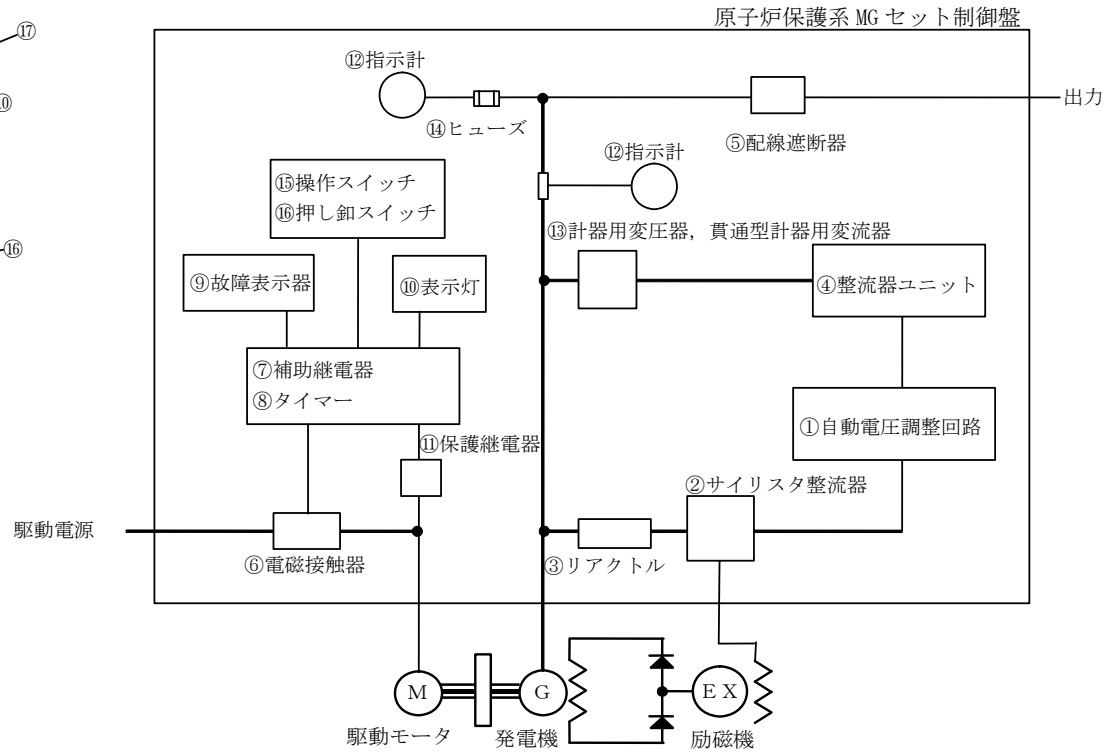 原子炉保護系 MG セット制御盤
⑰
⑫指示計
⑭ヒューズ
出力
⑤配線遮断器
⑫指示計
⑮操作スイッチ
⑯押し釦スイッチ
⑬計器用変圧器，貫通型計器用変流器
⑯
⑨故障表示器
⑩表示灯
④整流器ユニット
⑦補助継電器
⑧タイマー
①自動電圧調整回路
⑪保護継電器
②サイリスタ整流器
駆動電源
⑥電磁接触器
③リアクトル
M
G
EX
駆動モータ
発電機
励磁機